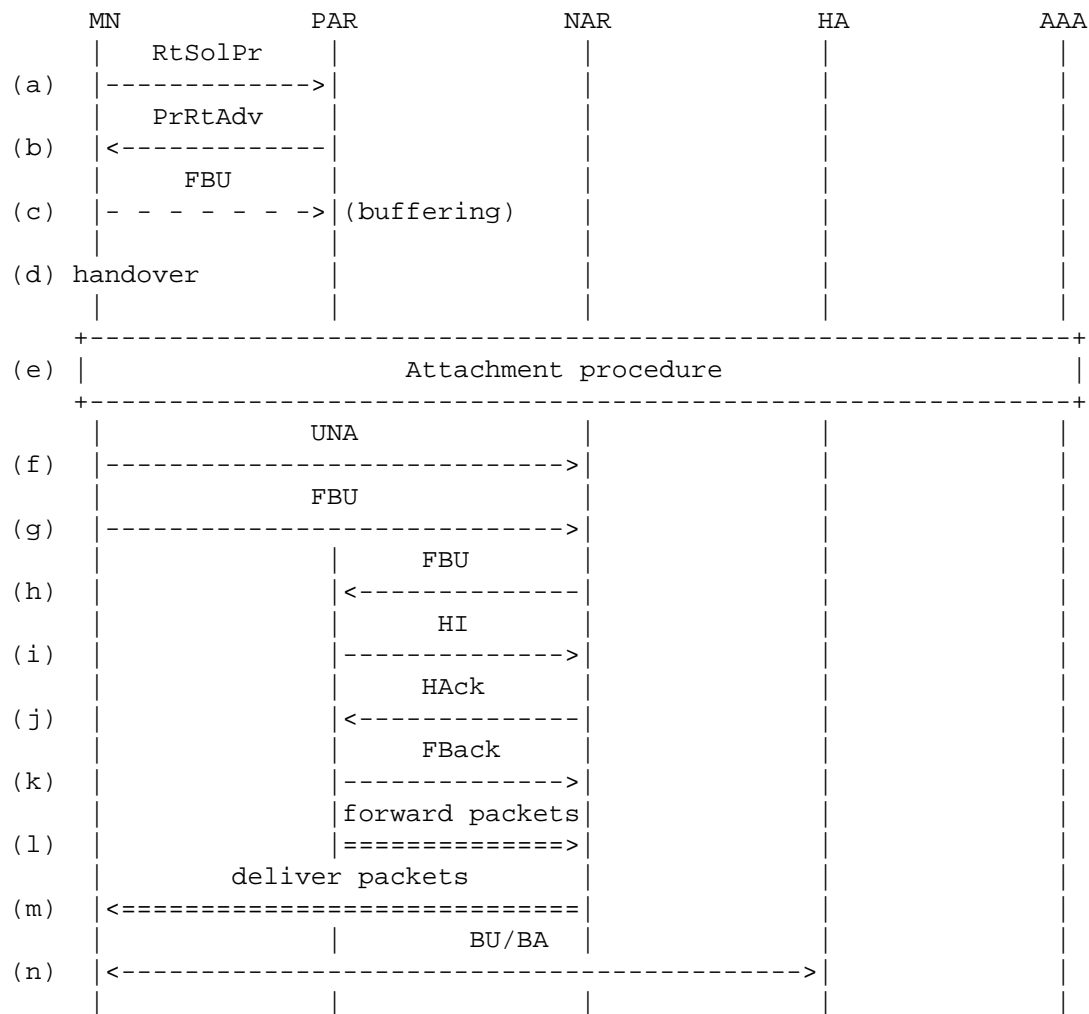 MN PAR NAR HA AAA
RtSolPr
(a) |------------->|
PrRtAdv
(b) |<-------------|
FBU
(c) |- - - - - - ->|(buffering)
(d) handover
(e) | Attachment procedure |
UNA
(f) |----------------------------->|
FBU
(g) |----------------------------->|
FBU
(h) |<--------------|
HI
(i) |-------------->|
HAck
(j) |<--------------|
FBack
(k) |-------------->|
forward packets
(l) |==============>|
deliver packets
(m) |<==============================|
BU/BA
(n) |<------------------------------------------->|